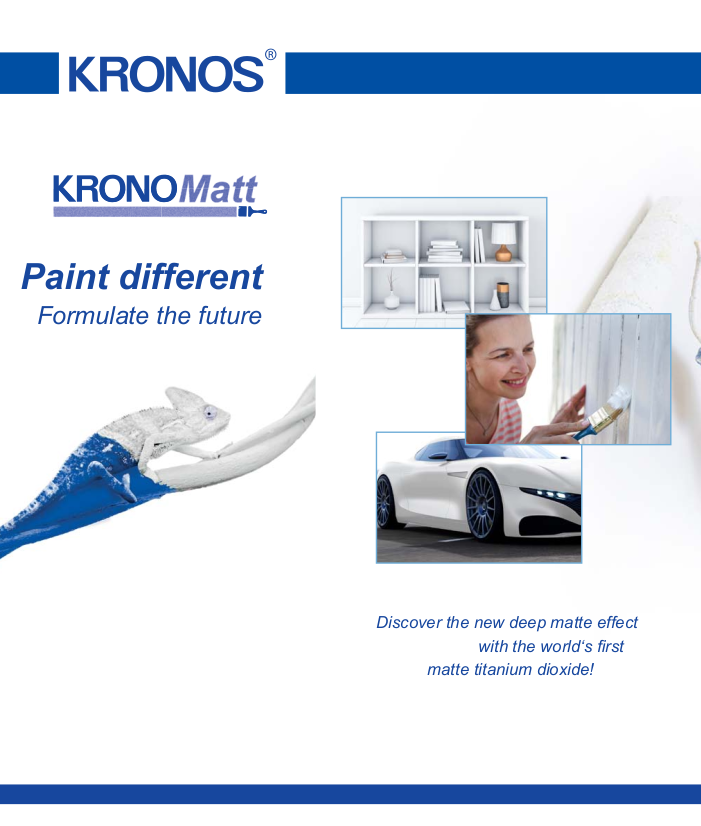 KRONOS®
KRONOMatt
Paint different
Formulate the future
Discover the new deep matte effect
with the world‘s first
matte titanium dioxide!